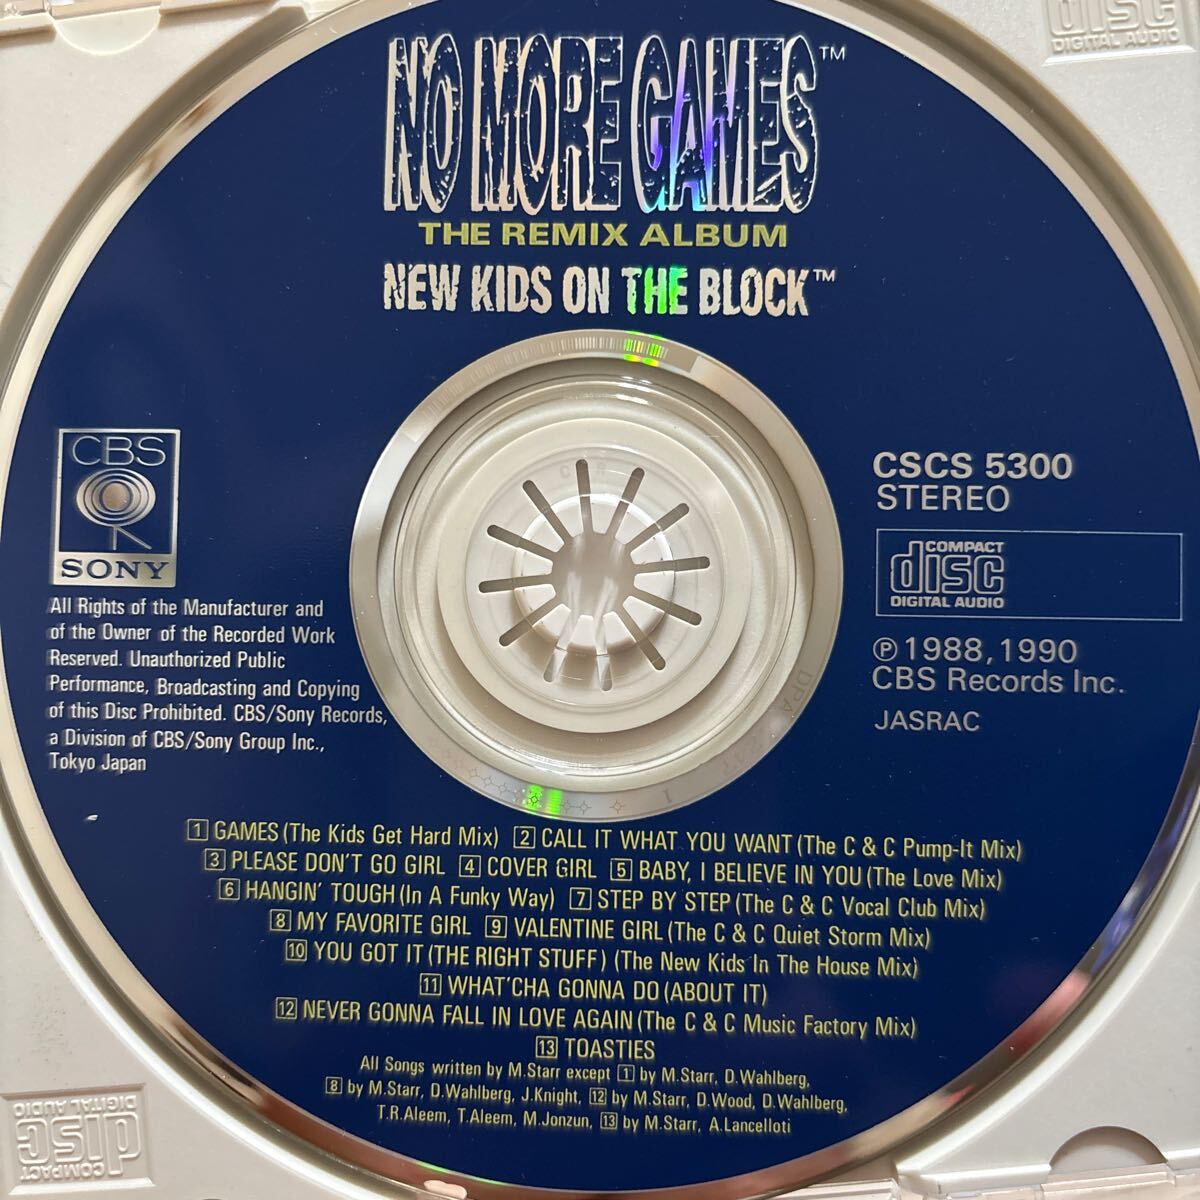 NO MORE GAMES™
THE REMIX ALBUM
NEW KIDS ON THE BLOCK™
CBS
SONY
All Rights of the Manufacturer and
of the Owner of the Recorded Work
Reserved. Unauthorized Public
Performance, Broadcasting and Copying
of this Disc Prohibited. CBS/Sony Records,
a Division of CBS/Sony Group Inc.,
Tokyo Japan
CSCS 5300
STEREO
COMPACT
disc
DIGITAL AUDIO
℗ 1988, 1990
CBS Records Inc.
JASRAC
1 GAMES (The Kids Get Hard Mix) 2 CALL IT WHAT YOU WANT (The C & C Pump-It Mix)
3 PLEASE DON'T GO GIRL 4 COVER GIRL 5 BABY, I BELIEVE IN YOU (The Love Mix)
6 HANGIN' TOUGH (In A Funky Way) 7 STEP BY STEP (The C & C Vocal Club Mix)
8 MY FAVORITE GIRL 9 VALENTINE GIRL (The C & C Quiet Storm Mix)
10 YOU GOT IT (THE RIGHT STUFF) (The New Kids In The House Mix)
11 WHAT'CHA GONNA DO (ABOUT IT)
12 NEVER GONNA FALL IN LOVE AGAIN (The C & C Music Factory Mix)
13 TOASTIES
All Songs written by M.Starr except 1 by M.Starr, D.Wahlberg,
8 by M.Starr, D.Wahlberg, J.Knight, 12 by M.Starr, D.Wood, D.Wahlberg,
T.R.Aleem, T.Aleem, M.Jonzun, 13 by M.Starr, A.Lancelloti
disc
DIGITAL AUDIO
COMPACT
disc
DIGITAL AUDIO